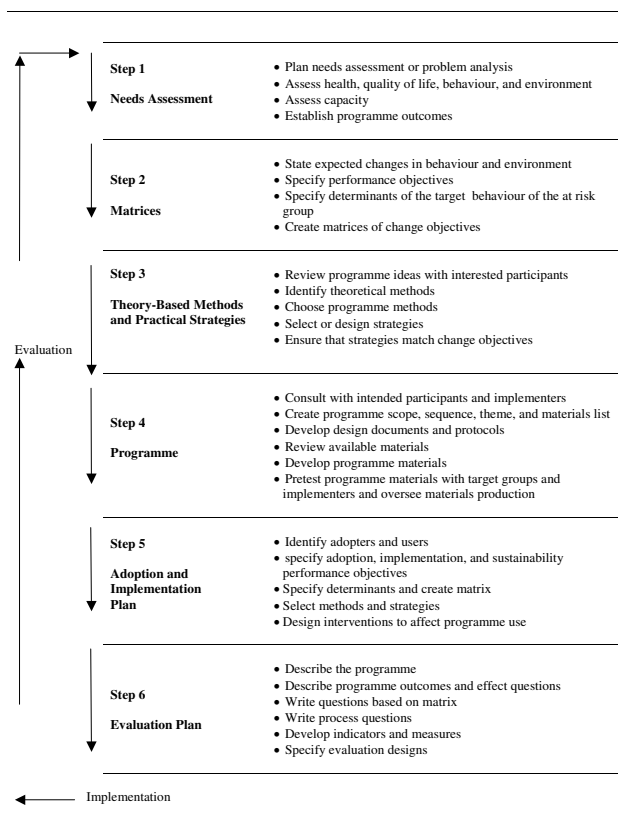 Step 1
Needs Assessment
• Plan needs assessment or problem analysis
• Assess health, quality of life, behaviour, and environment
• Assess capacity
• Establish programme outcomes
Step 2
Matrices
• State expected changes in behaviour and environment
• Specify performance objectives
• Specify determinants of the target behaviour of the at risk
group
• Create matrices of change objectives
Step 3
Theory-Based Methods
and Practical Strategies
• Review programme ideas with interested participants
• Identify theoretical methods
• Choose programme methods
• Select or design strategies
• Ensure that strategies match change objectives
Evaluation
Step 4
Programme
• Consult with intended participants and implementers
• Create programme scope, sequence, theme, and materials list
• Develop design documents and protocols
• Review available materials
• Develop programme materials
• Pretest programme materials with target groups and
implementers and oversee materials production
Step 5
Adoption and
Implementation
Plan
• Identify adopters and users
• specify adoption, implementation, and sustainability
performance objectives
• Specify determinants and create matrix
• Select methods and strategies
• Design interventions to affect programme use
Step 6
Evaluation Plan
• Describe the programme
• Describe programme outcomes and effect questions
• Write questions based on matrix
• Write process questions
• Develop indicators and measures
• Specify evaluation designs
Implementation